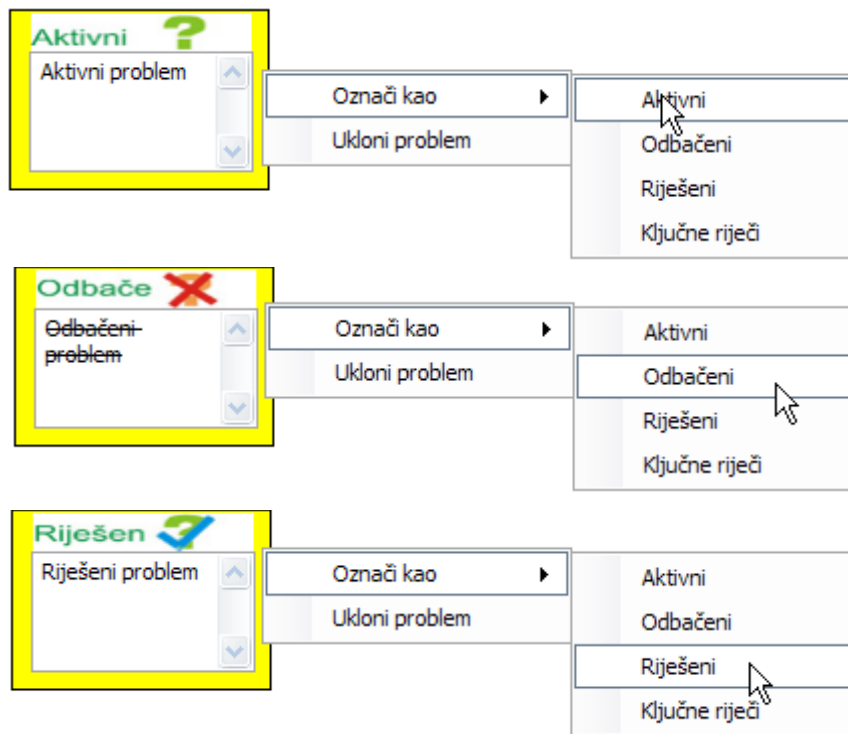 Aktivni
Aktivni problem
Označi kao
Ukloni problem
Aktivni
Odbačeni
Riješeni
Ključne riječi
Odbače
Odbačeni
problem
Označi kao
Ukloni problem
Aktivni
Odbačeni
Riješeni
Ključne riječi
Riješen
Riješeni problem
Označi kao
Ukloni problem
Aktivni
Odbačeni
Riješeni
Ključne riječi